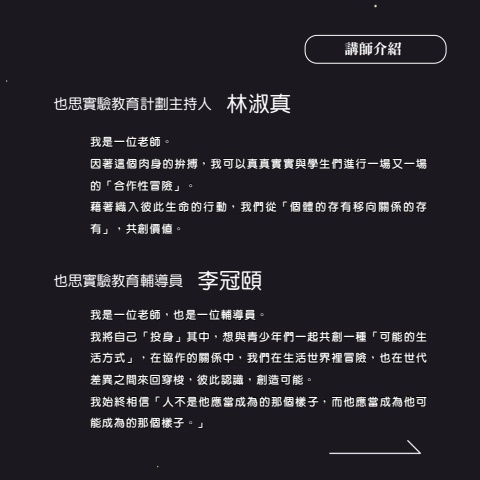 講師介紹
也思實驗教育計劃主持人 林淑真
我是一位老師。
因著這個肉身的拚搏，我可以真真實實與學生們進行一場又一場
的「合作性冒險」。
藉著織入彼此生命的行動，我們從「個體的存有移向關係的存
有」，共創價值。
也思實驗教育輔導員 李冠頤
我是一位老師，也是一位輔導員。
我將自己「投身」其中，想與青少年們一起共創一種「可能的生
活方式」，在協作的關係中，我們在生活世界裡冒險，也在世代
差異之間來回穿梭，彼此認識，創造可能。
我始終相信「人不是他應當成為的那個樣子，而他應當成為他可
能成為的那個樣子。」